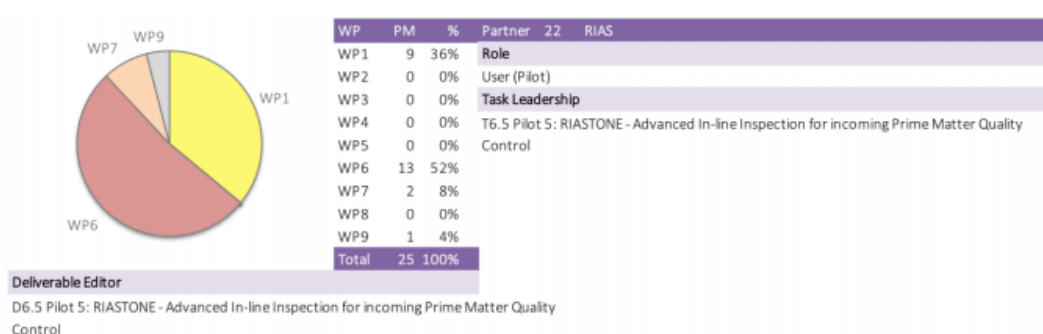 WP9
WP7
WP1
WP6
WP PM % Partner 22 RIAS
WP1 9 36% Role
WP2 0 0% User (Pilot)
WP3 0 0% Task Leadership
WP4 0 0% T6.5 Pilot 5: RIASTONE - Advanced In-line Inspection for incoming Prime Matter Quality
WP5 0 0% Control
WP6 13 52%
WP7 2 8%
WP8 0 0%
WP9 1 4%
Total 25 100%
Deliverable Editor
D6.5 Pilot 5: RIASTONE - Advanced In-line Inspection for incoming Prime Matter Quality
Control